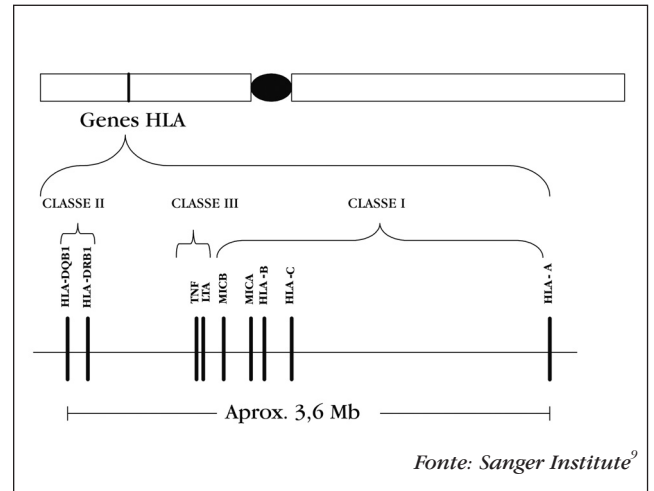 Genes HLA
CLASSE II CLASSE III CLASSE I
HLA-DQB1
HLA-DRB1
TNF
LTA
MICB
MICA
HLA-B
HLA-C
HLA-A
Aprox. 3,6 Mb
Fonte: Sanger Institute⁹